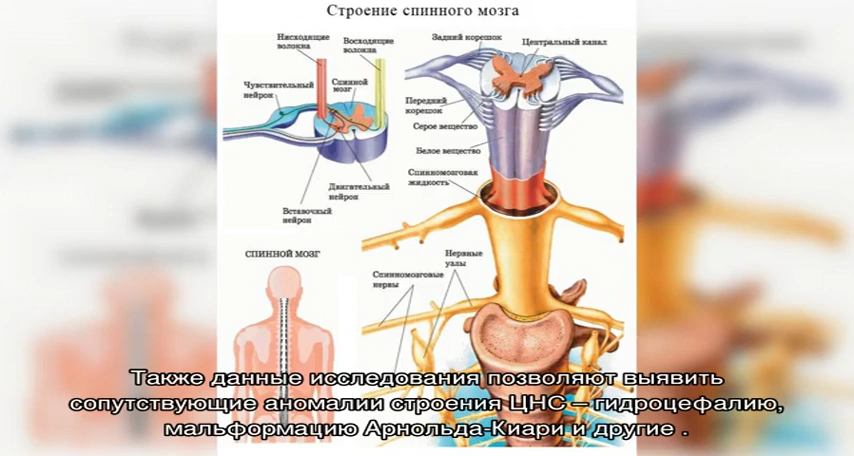 Строение спинного мозга
Нисходящие
волокна
Восходящие
волокна
Чувствительный
нейрон
Спинной
мозг
Двигательный
нейрон
Вставочный
нейрон
Задний корешок
Центральный канал
Передний
корешок
Серое вещество
Белое вещество
Спинномозговая
жидкость
СПИННОЙ МОЗГ
Нервные
узлы
Спинномозговые
нервы
Также данные исследования позволяют выявить
сопутствующие аномалии строения ЦНС – гидроцефалию,
мальформацию Арнольда-Киари и другие .